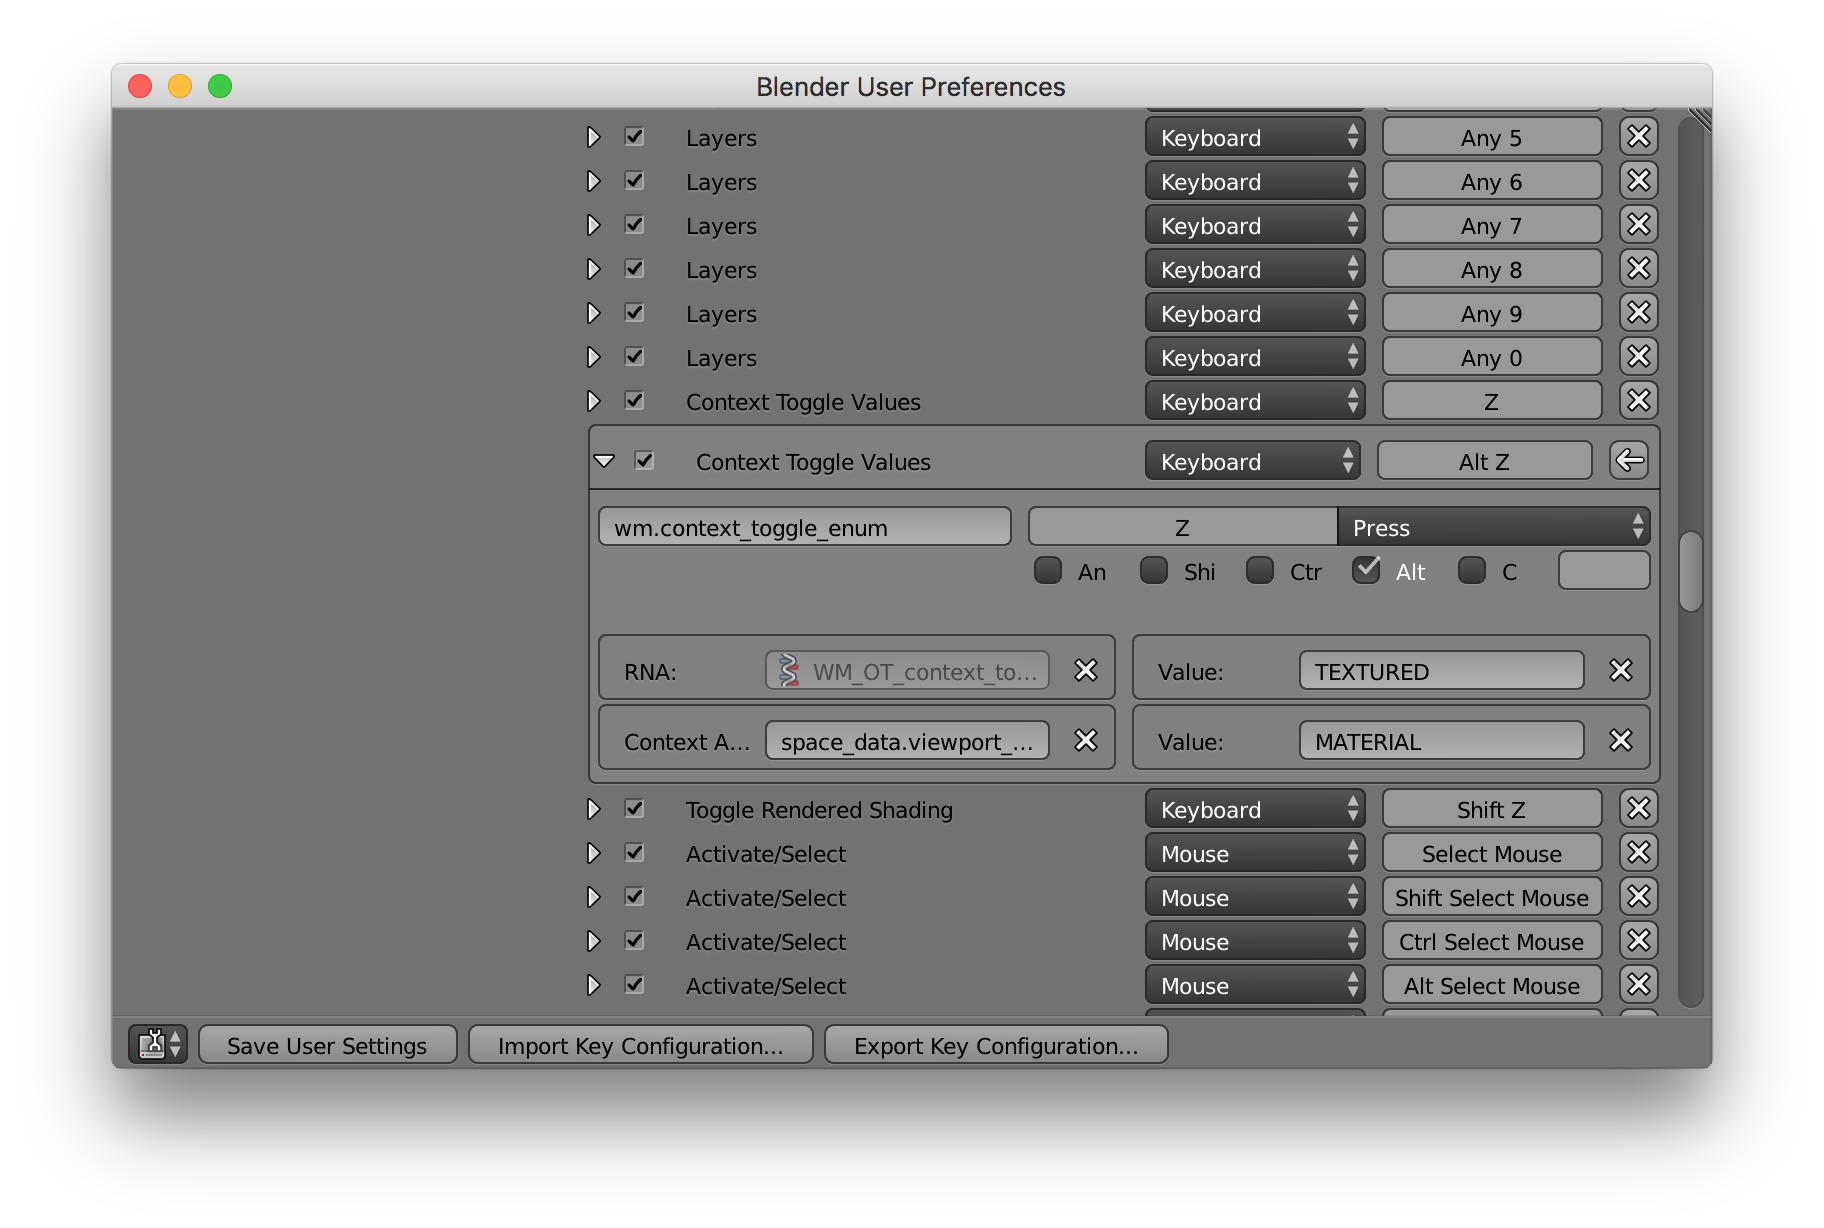 Blender User Preferences
Layers Keyboard Any 5
Layers Keyboard Any 6
Layers Keyboard Any 7
Layers Keyboard Any 8
Layers Keyboard Any 9
Layers Keyboard Any 0
Context Toggle Values Keyboard Z
Context Toggle Values Keyboard Alt Z
wm.context_toggle_enum Z Press
An Shi Ctr Alt C
RNA: WM_OT_context_to... Value: TEXTURED
Context A... space_data.viewport_... Value: MATERIAL
Toggle Rendered Shading Keyboard Shift Z
Activate/Select Mouse Select Mouse
Activate/Select Mouse Shift Select Mouse
Activate/Select Mouse Ctrl Select Mouse
Activate/Select Mouse Alt Select Mouse
Save User Settings Import Key Configuration... Export Key Configuration...